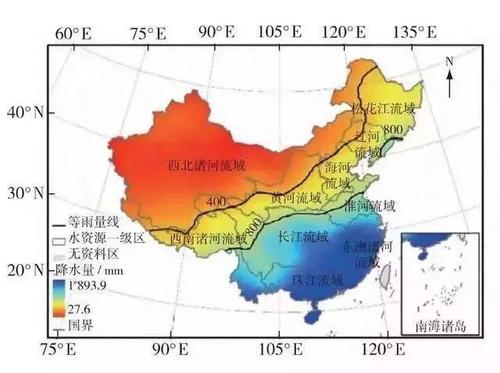 60°E 75°E 90°E 105°E 120°E 135°E
N
40°N
30°N
20°N
松花江流域
辽河
流域
800
海河
流域
西北诸河流域
黄河流域
400
淮河流域
800
西南诸河流域
长江流域
东南诸河
流域
珠江流域
等雨量线
水资源一级区
无资料区
降水量/mm
1 893.9
27.6
国界
南海诸岛
75°E 90°E 105°E 120°E